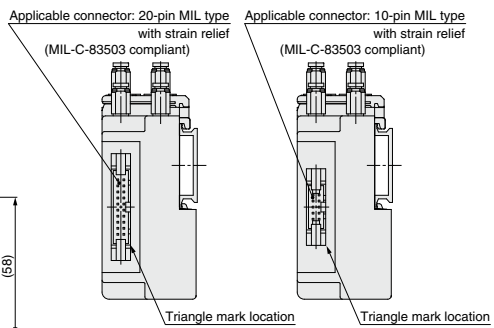 Applicable connector: 20-pin MIL type
with strain relief
(MIL-C-83503 compliant)
Applicable connector: 10-pin MIL type
with strain relief
(MIL-C-83503 compliant)
(58)
Triangle mark location
Triangle mark location